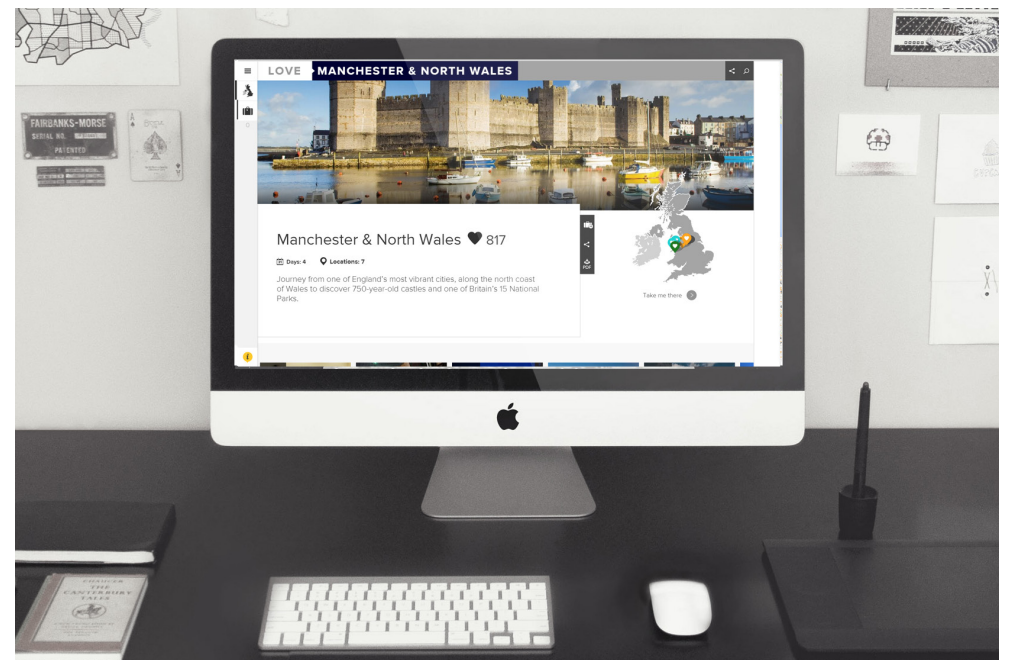 LOVE MANCHESTER & NORTH WALES
Manchester & North Wales 817
Days: 4 Locations: 7
Journey from one of England's most vibrant cities, along the north coast
of Wales to discover 750-year-old castles and one of Britain's 15 National
Parks.
PDF
Take me there
FAIRBANKS-MORSE
SERIAL NO.
PATENTED
A
CHAUCER
THE
CANTERBURY
TALES